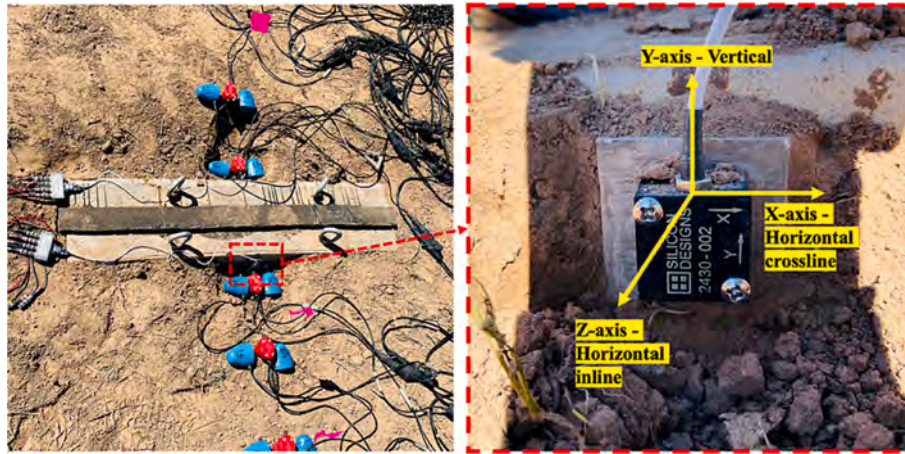 Y-axis - Vertical
X-axis -
Horizontal
crossline
Z-axis -
Horizontal
inline
SILICON
DESIGNS
2430-002
X
Y